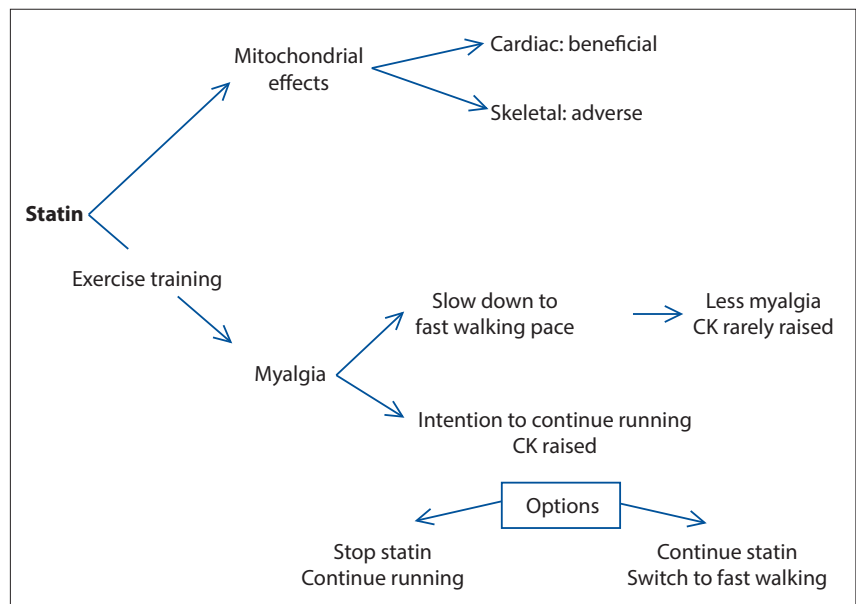 Mitochondrial
effects
Cardiac: beneficial
Skeletal: adverse
Statin
Exercise training
Slow down to
fast walking pace
Less myalgia
CK rarely raised
Myalgia
Intention to continue running
CK raised
Options
Stop statin
Continue running
Continue statin
Switch to fast walking